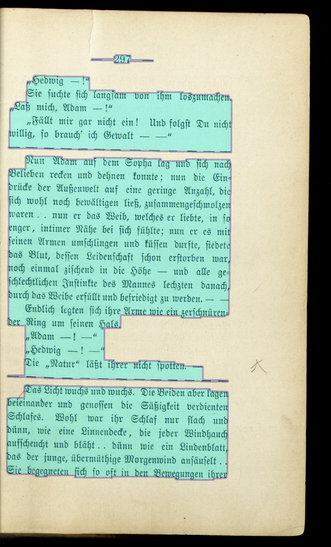 297
„Hedwig — !“
Sie suchte sich langsam von ihm loszumachen.
„Laß mich, Adam — !“
„Fällt mir gar nicht ein! Und folgst Du nicht
willig, so brauch' ich Gewalt — —“
Nun Adam auf dem Sopha lag und sich nach
Belieben recken und dehnen konnte; nun die Ein-
drücke der Außenwelt auf eine geringe Anzahl, die
sich wohl noch bewältigen ließ, zusammengeschmolzen
waren . . nun er das Weib, welches er liebte, in so
enger, intimer Nähe bei sich fühlte; nun er es mit
seinen Armen umschlingen und küssen durfte, siedete
das Blut, dessen Leidenschaft schon erstorben war,
noch einmal zischend in die Höhe — und alle ge-
schlechtlichen Instinkte des Mannes lechzten danach,
durch das Weibe erfüllt und befriedigt zu werden. —
Endlich legten sich ihre Arme wie ein zerschnüren-
der Ring um seinen Hals.
„Adam — ! —“
„Hedwig — ! —“
Die „Natur“ läßt ihrer nicht spotten.
Das Licht wuchs und wuchs. Die Beiden aber lagen
beieinander und genossen die Süßigkeit verdienten
Schlafes. Wohl war ihr Schlaf nur flach und
dünn, wie eine Linnendecke, die jeder Windhauch
aufscheucht und bläht . . dünn wie ein Lindenblatt,
das der junge, übermüthige Morgenwind ansäuselt . .
Sie begegneten sich so oft in den Bewegungen ihrer